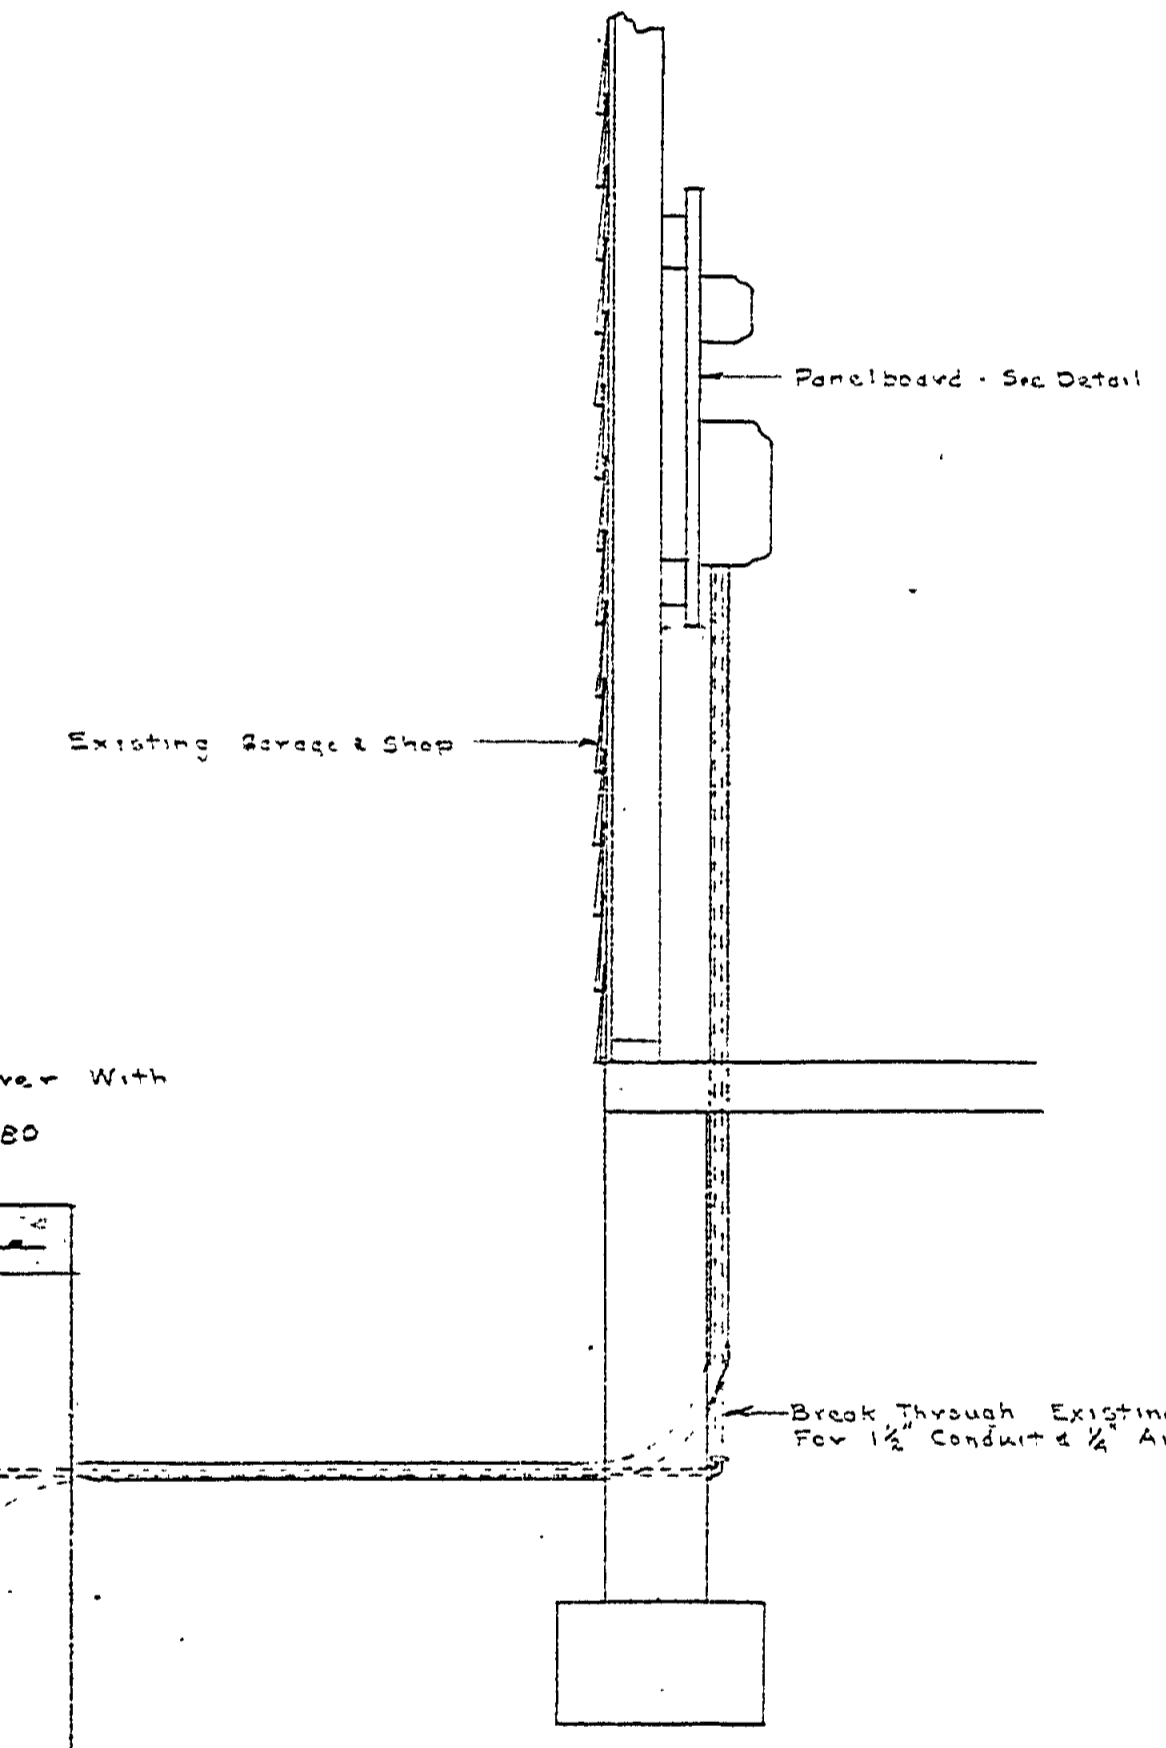 Panelboard - See Detail
Existing Garage & Shop
With
80
Break Through Existing
For 1½" Conduit & ¼"